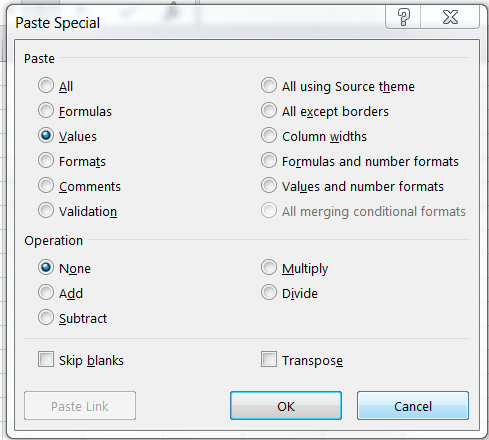 Paste Special
Paste
All
All using Source theme
Formulas
All except borders
Values
Column widths
Formats
Formulas and number formats
Comments
Values and number formats
Validation
All merging conditional formats
Operation
None
Multiply
Add
Divide
Subtract
Skip blanks
Transpose
Paste Link
OK
Cancel